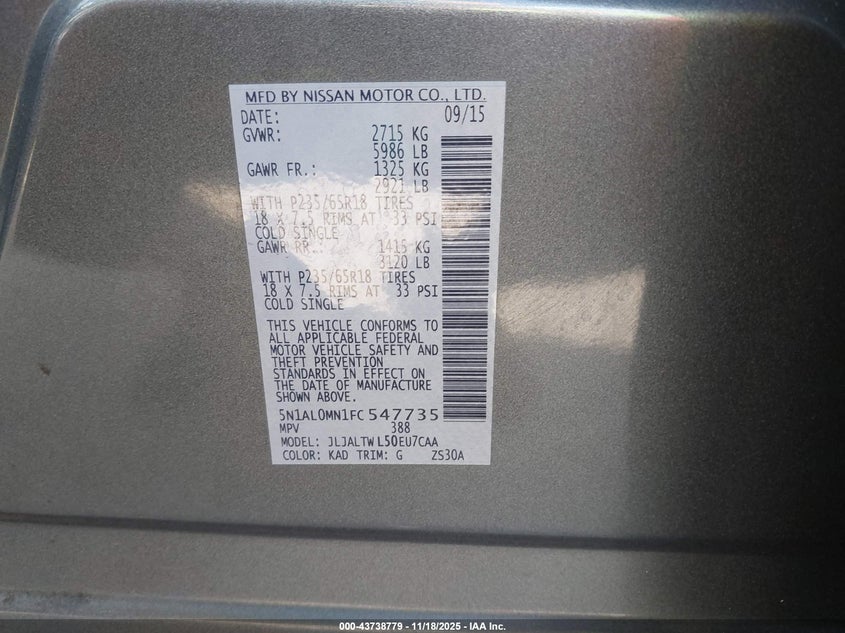 MFD BY NISSAN MOTOR CO., LTD.
DATE: 09/15
GVWR: 2715 KG
5986 LB
GAWR FR.: 1325 KG
2921 LB
WITH P235/65R18 TIRES
18 X 7.5 RIMS AT 33 PSI
COLD SINGLE
GAWR RR.: 1415 KG
3120 LB
WITH P235/65R18 TIRES
18 X 7.5 RIMS AT 33 PSI
COLD SINGLE
THIS VEHICLE CONFORMS TO
ALL APPLICABLE FEDERAL
MOTOR VEHICLE SAFETY AND
THEFT PREVENTION
STANDARDS IN EFFECT ON
THE DATE OF MANUFACTURE
SHOWN ABOVE.
5N1AL0MN1FC547735
MPV 388
MODEL: JLJALTWL50EU7CAA
COLOR: KAD TRIM: G ZS30A
000-43738779 — 11/18/2025 - IAA Inc.